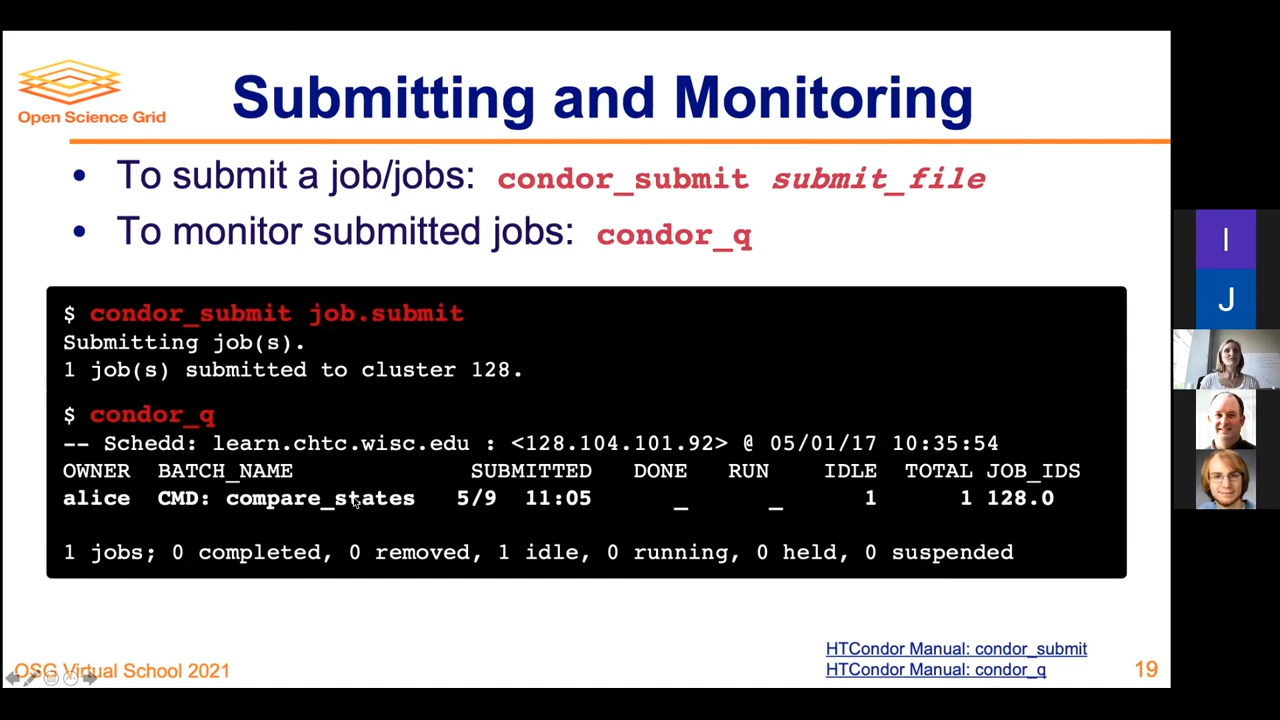 Open Science Grid
Submitting and Monitoring
• To submit a job/jobs: condor_submit submit_file
• To monitor submitted jobs: condor_q
$ condor_submit job.submit
Submitting job(s).
1 job(s) submitted to cluster 128.
$ condor_q
-- Schedd: learn.chtc.wisc.edu : <128.104.101.92> @ 05/01/17 10:35:54
OWNER BATCH_NAME SUBMITTED DONE RUN IDLE TOTAL JOB_IDS
alice CMD: compare_states 5/9 11:05 _ _ 1 1 128.0
1 jobs; 0 completed, 0 removed, 1 idle, 0 running, 0 held, 0 suspended
HTCondor Manual: condor_submit
HTCondor Manual: condor_q
OSG Virtual School 2021
19
I
J